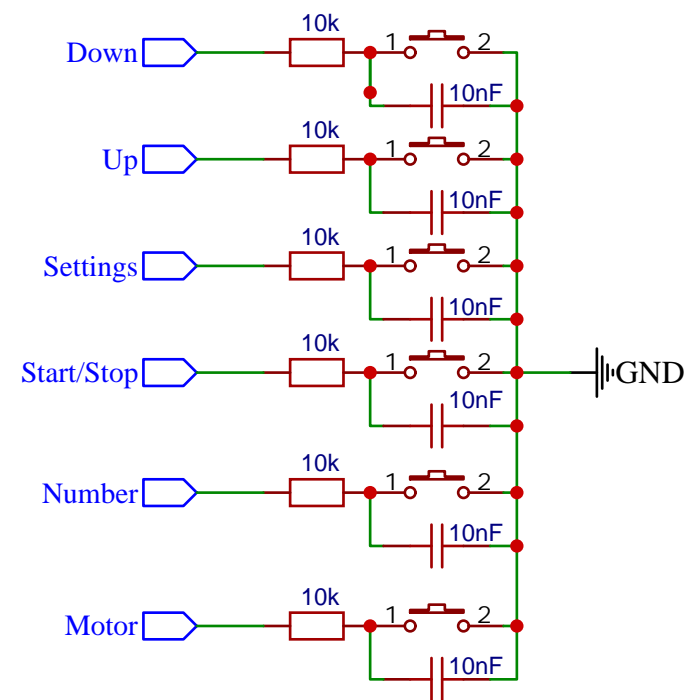 10k
Down 1 2
10nF
10k
Up 1 2
10nF
10k
Settings 1 2
10nF
10k
Start/Stop 1 2 GND
10nF
10k
Number 1 2
10nF
10k
Motor 1 2
10nF